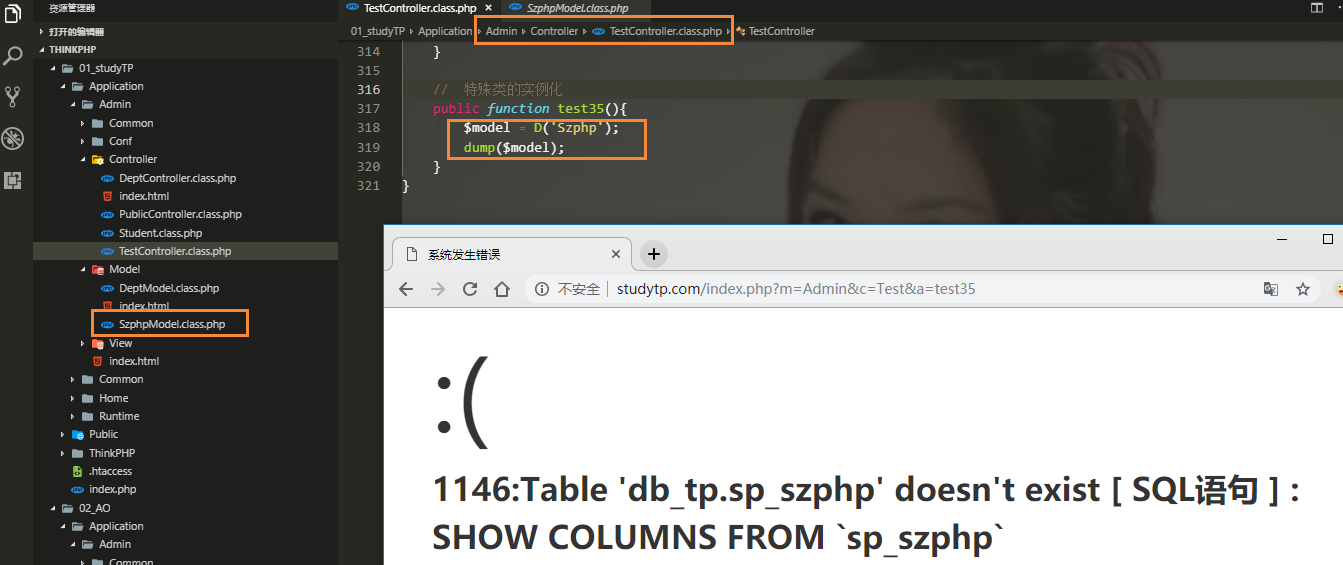 资源管理器
打开的编辑器
THINKPHP
01_studyTP
Application
Admin
Common
Conf
Controller
DeptController.class.php
index.html
PublicController.class.php
Student.class.php
TestController.class.php
Model
DeptModel.class.php
index.html
SzphpModel.class.php
View
index.html
Common
Home
Runtime
Public
ThinkPHP
.htaccess
index.php
02_AO
Application
Admin
Common
TestController.class.php × SzphpModel.class.php
01_studyTP › Application › Admin › Controller › TestController.class.php › TestController
314 }
315
316 // 特殊类的实例化
317 public function test35(){
318 $model = D('Szphp');
319 dump($model);
320 }
321 }
系统发生错误
不安全 | studytp.com/index.php?m=Admin&c=Test&a=test35
:(
1146:Table 'db_tp.sp_szphp' doesn't exist [ SQL语句 ] :
SHOW COLUMNS FROM `sp_szphp`